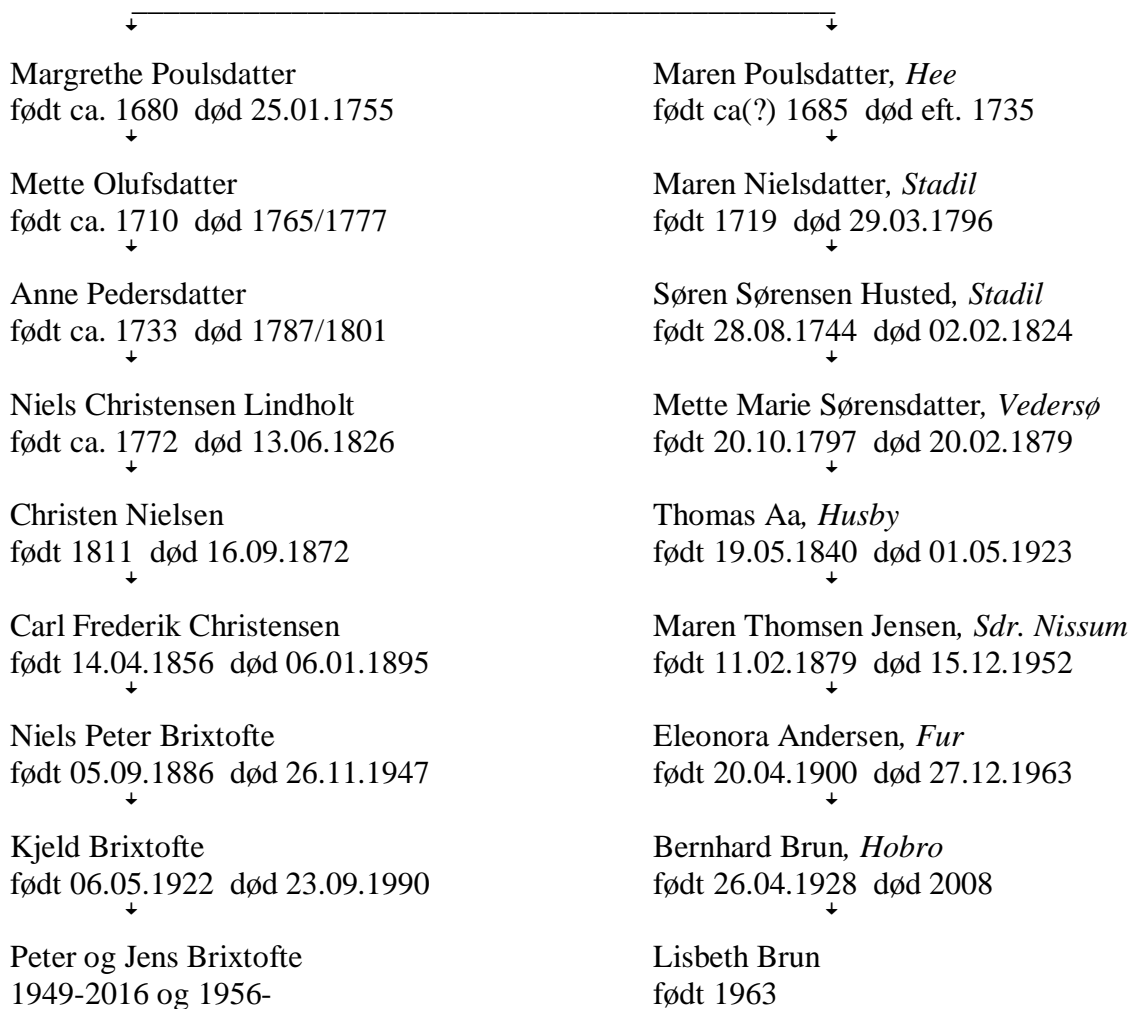 Margrethe Poulsdatter
født ca. 1680  død 25.01.1755
Mette Olufsdatter
født ca. 1710  død 1765/1777
Anne Pedersdatter
født ca. 1733  død 1787/1801
Niels Christensen Lindholt
født ca. 1772  død 13.06.1826
Christen Nielsen
født 1811  død 16.09.1872
Carl Frederik Christensen
født 14.04.1856  død 06.01.1895
Niels Peter Brixtofte
født 05.09.1886  død 26.11.1947
Kjeld Brixtofte
født 06.05.1922  død 23.09.1990
Peter og Jens Brixtofte
1949-2016 og 1956-
Maren Poulsdatter, Hee
født ca(?) 1685  død eft. 1735
Maren Nielsdatter, Stadil
født 1719  død 29.03.1796
Søren Sørensen Husted, Stadil
født 28.08.1744  død 02.02.1824
Mette Marie Sørensdatter, Vedersø
født 20.10.1797  død 20.02.1879
Thomas Aa, Husby
født 19.05.1840  død 01.05.1923
Maren Thomsen Jensen, Sdr. Nissum
født 11.02.1879  død 15.12.1952
Eleonora Andersen, Fur
født 20.04.1900  død 27.12.1963
Bernhard Brun, Hobro
født 26.04.1928  død 2008
Lisbeth Brun
født 1963